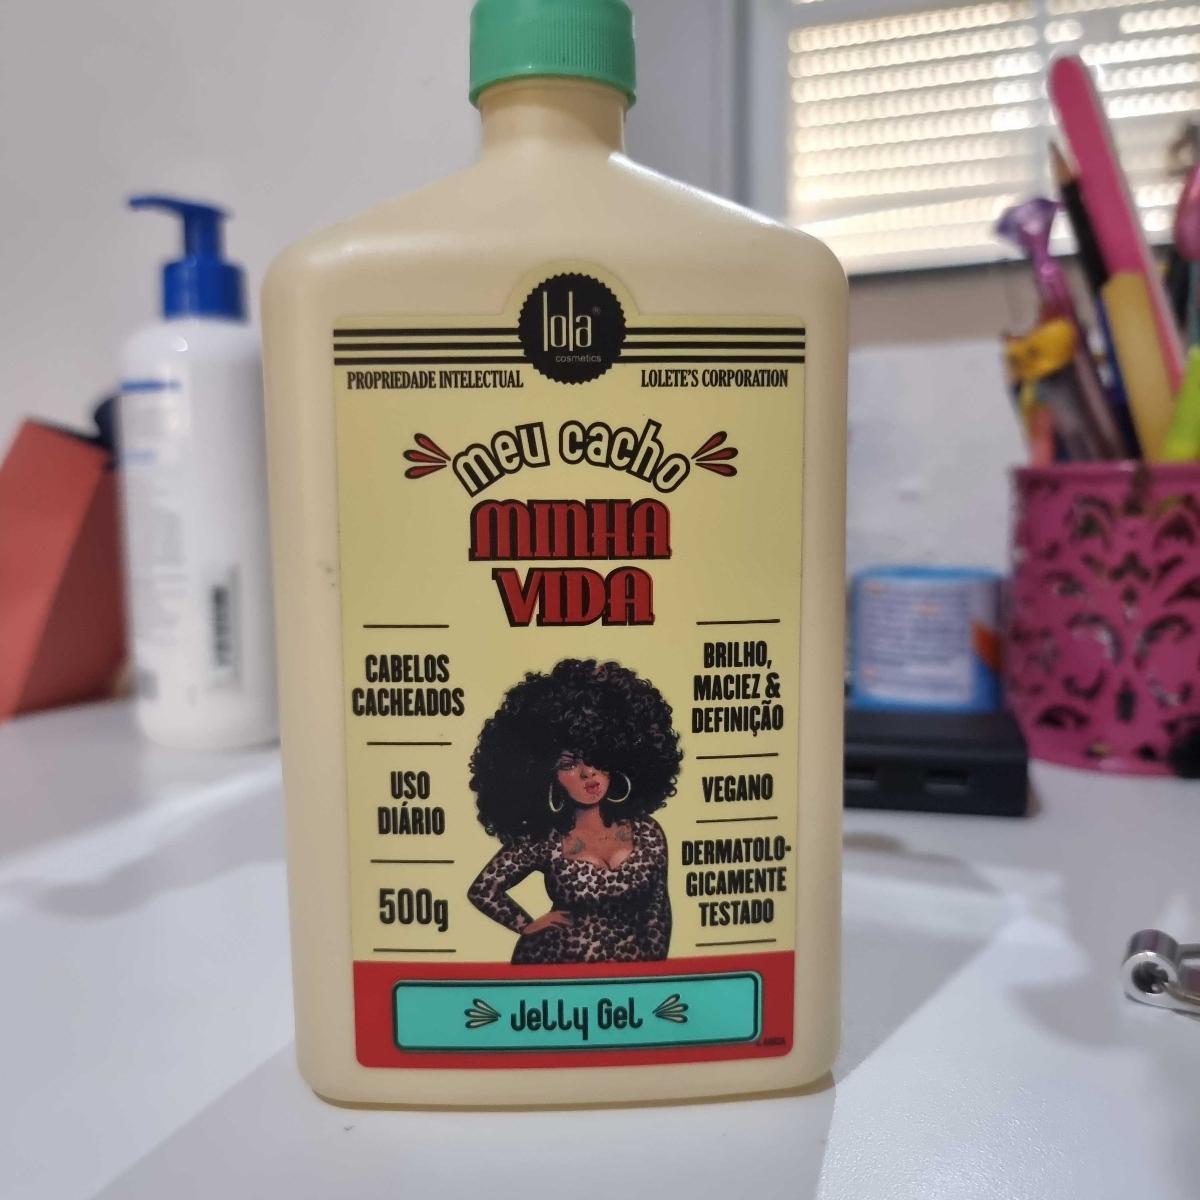 lola®
cosmetics
PROPRIEDADE INTELECTUAL LOLETE'S CORPORATION
meu cacho
MINHA
VIDA
CABELOS
CACHEADOS
USO
DIÁRIO
500g
BRILHO,
MACIEZ &
DEFINIÇÃO
VEGANO
DERMATOLO-
GICAMENTE
TESTADO
Jelly Gel